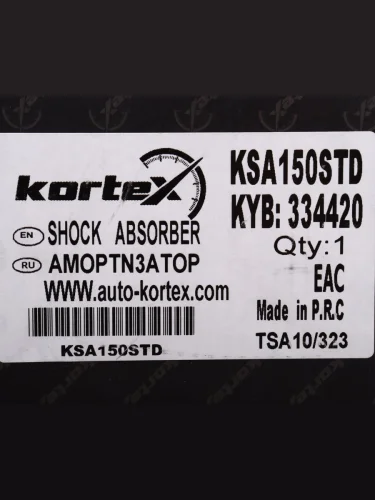 kortex
KSA150STD
KYB: 334420
EN SHOCK ABSORBER
Qty:1
RU AMOPTN3ATOP
EAC
WWW.auto-kortex.com
Made in P.R.C
KSA150STD
TSA10/323